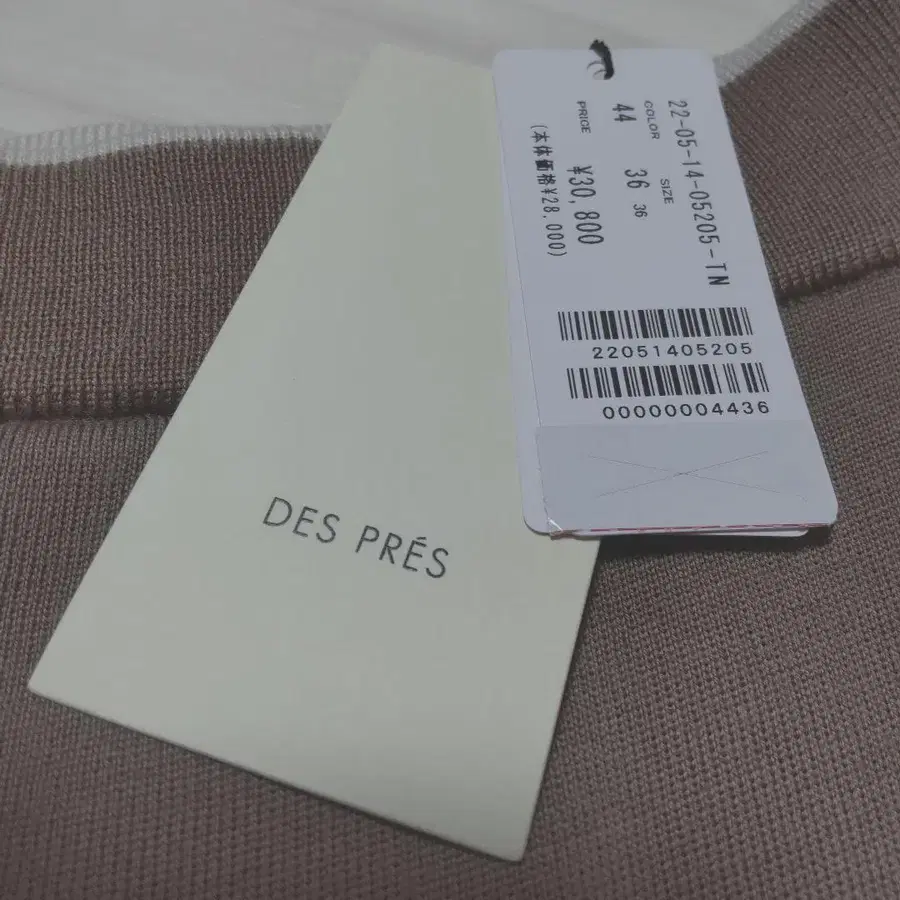 DES PRÉS
22-05-14-05205-TN
COLOR SIZE
44 36 36
PRICE ¥30,800
(本体価格¥28,000)
22051405205
00000004436